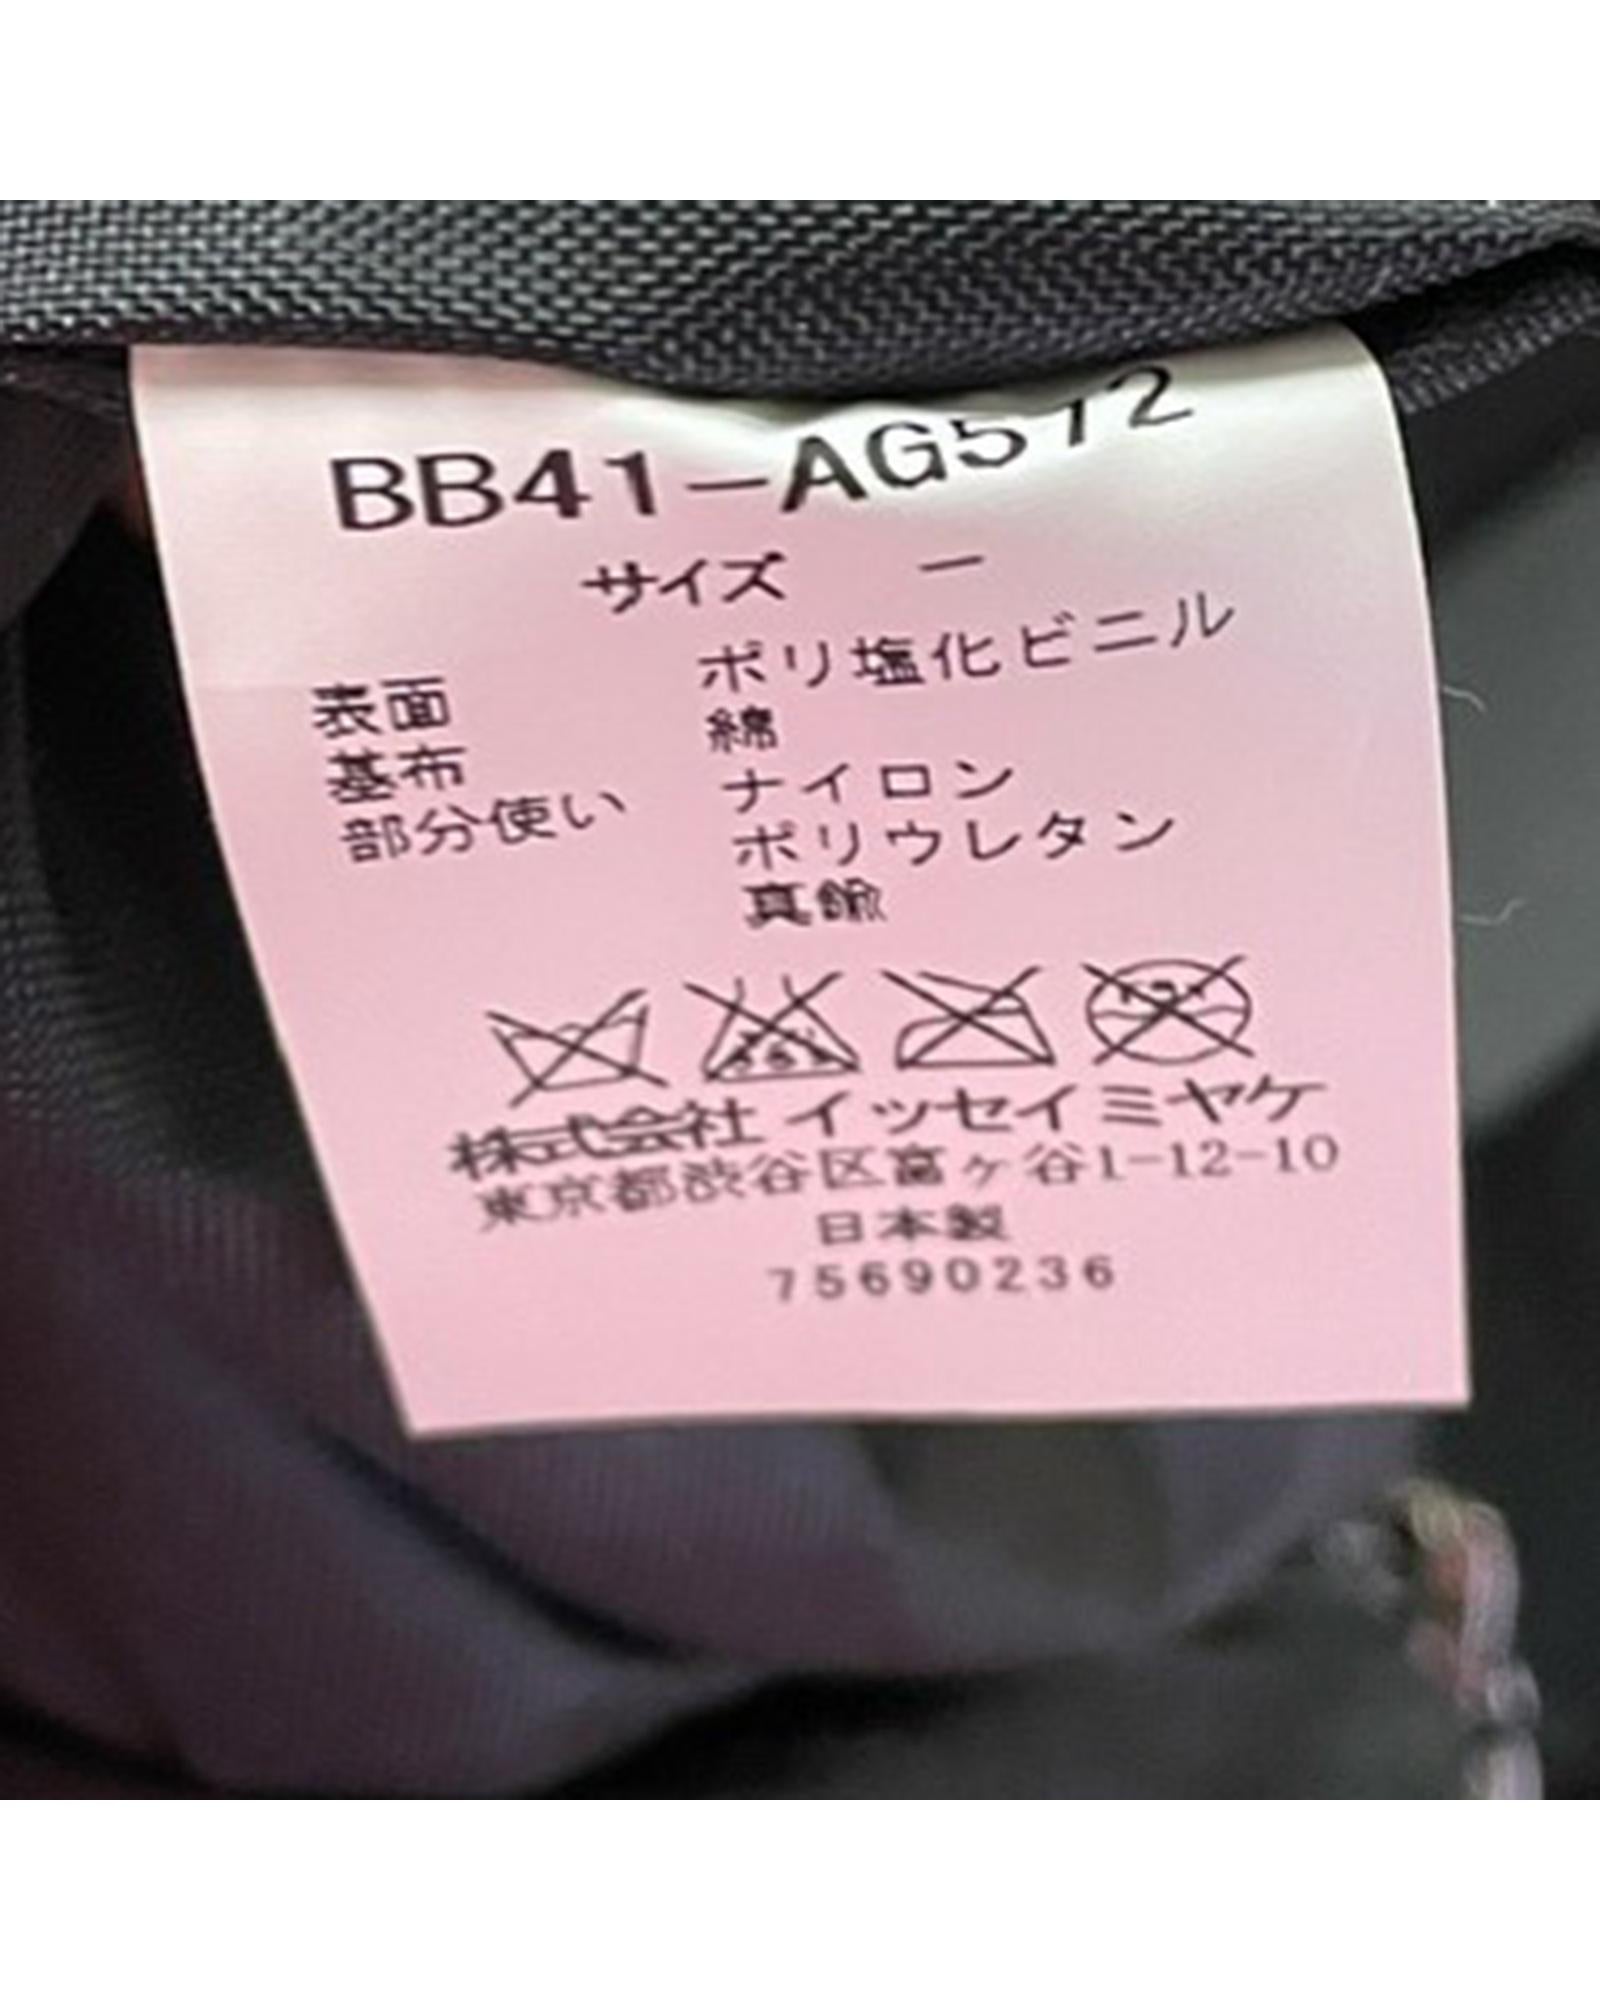 BB41-AG572
サイズ －
表面 ポリ塩化ビニル
基布 綿
部分使い ナイロン
ポリウレタン
真鍮
株式会社 イッセイミヤケ
東京都渋谷区富ヶ谷1-12-10
日本製
75690236